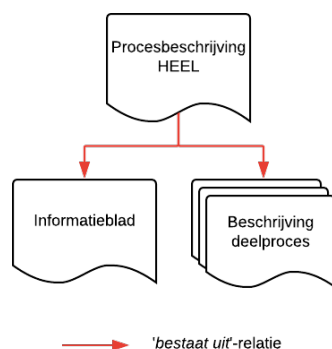 Procesbeschrijving
HEEL
Informatieblad
Beschrijving
deelproces
'bestaat uit'-relatie